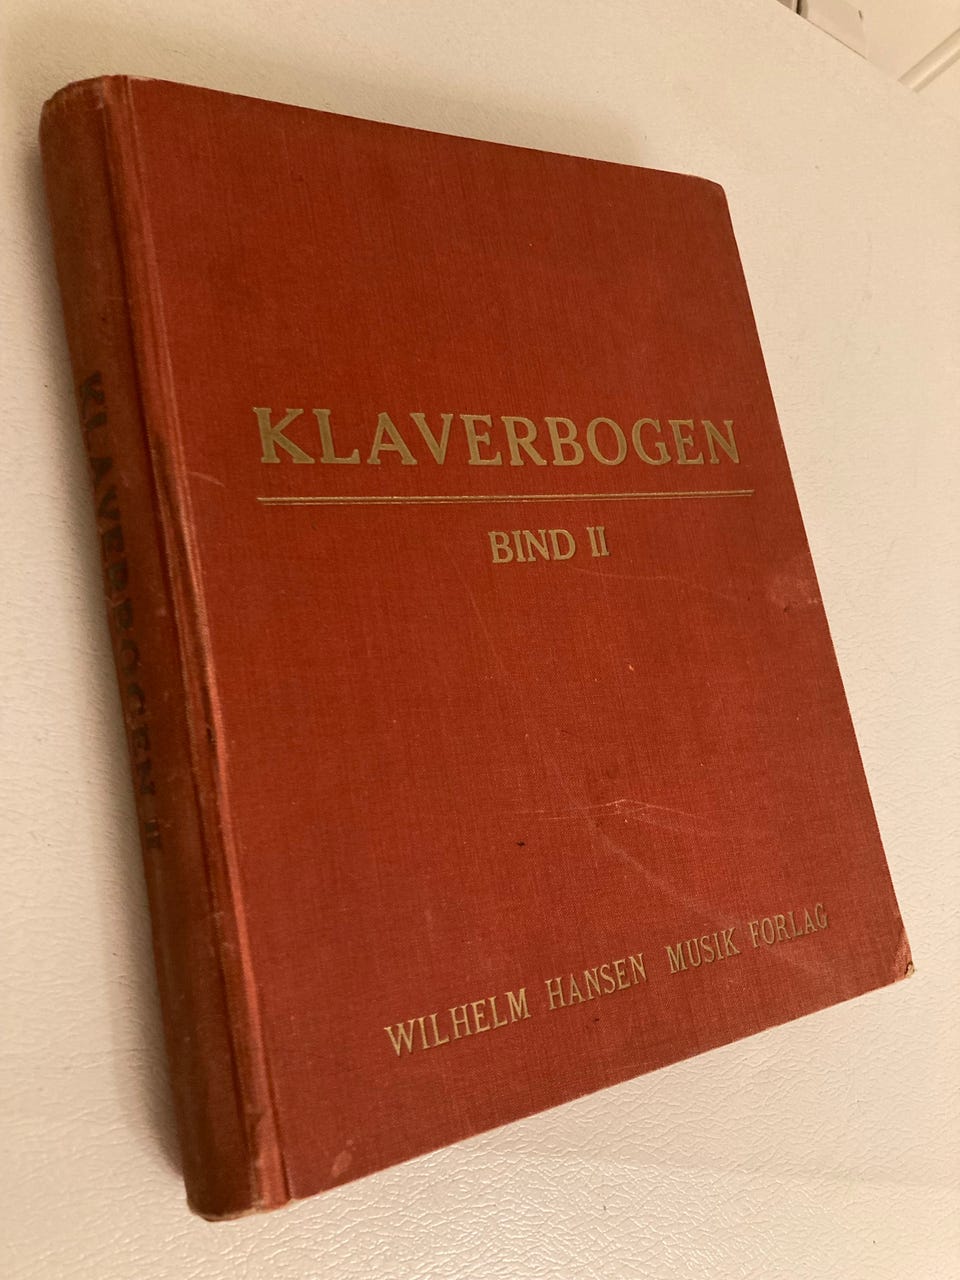 KLAVERBOGEN
BIND II
WILHELM HANSEN MUSIK FORLAG
KLAVERBOGEN II